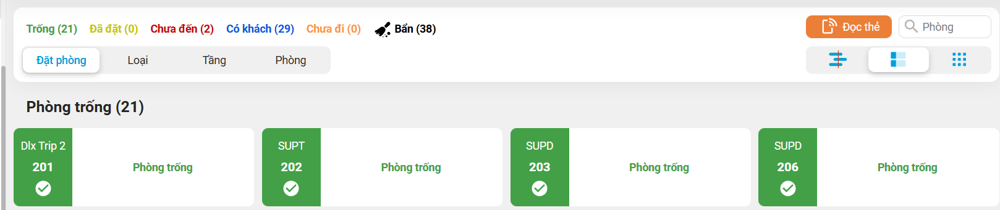 Trống (21) Đã đặt (0) Chưa đến (2) Có khách (29) Chưa đi (0) Bẩn (38) Đọc thẻ Phòng
Đặt phòng Loại Tầng Phòng
Phòng trống (21)
Dlx Trip 2
201
Phòng trống
SUPT
202
Phòng trống
SUPD
203
Phòng trống
SUPD
206
Phòng trống